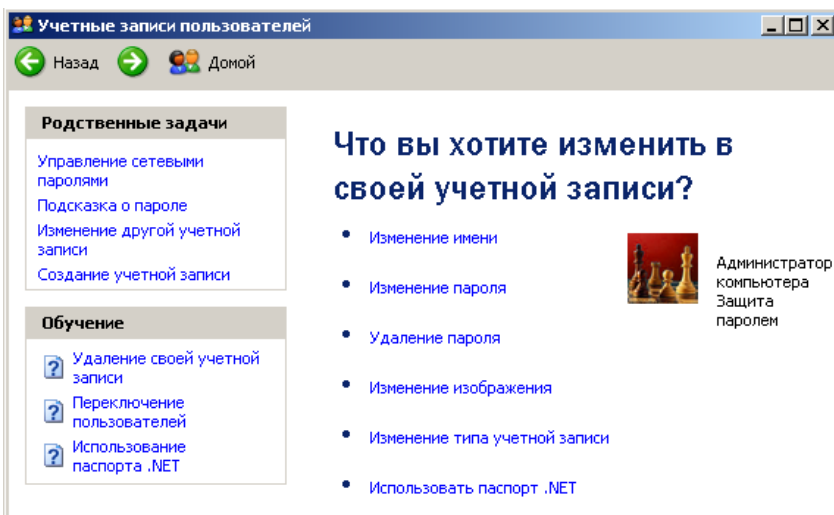 Учетные записи пользователей
Назад
Домой
Родственные задачи
Управление сетевыми
паролями
Подсказка о пароле
Изменение другой учетной
записи
Создание учетной записи
Обучение
Удаление своей учетной
записи
Переключение
пользователей
Использование
паспорта .NET
Что вы хотите изменить в
своей учетной записи?
Изменение имени
Изменение пароля
Удаление пароля
Изменение изображения
Изменение типа учетной записи
Использовать паспорт .NET
Администратор
компьютера
Защита
паролем